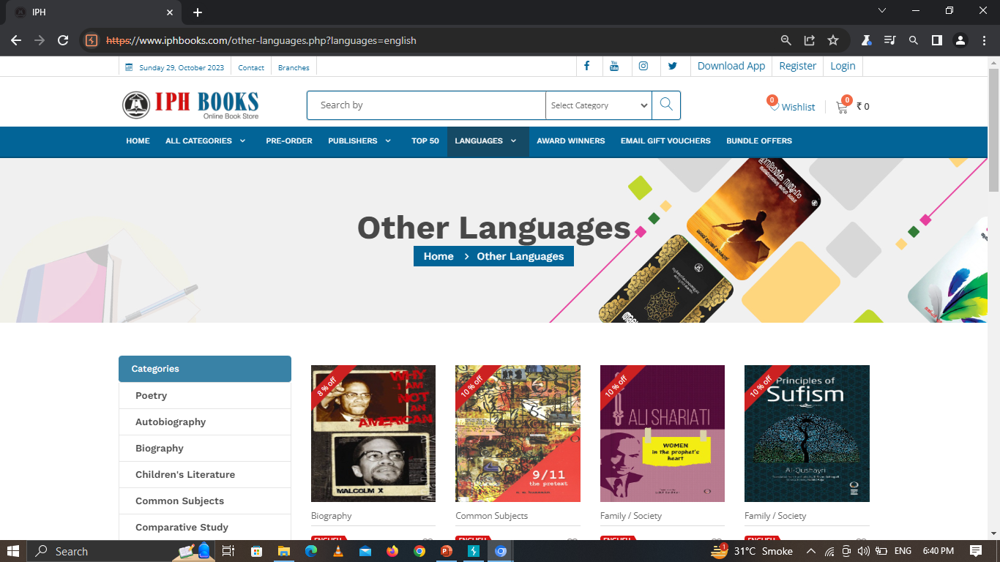 IPH
https://www.iphbooks.com/other-languages.php?languages=english
Sunday 29, October 2023
Contact
Branches
Download App
Register
Login
IPH BOOKS
Online Book Store
Search by
Select Category
0
Wishlist
0
₹ 0
HOME
ALL CATEGORIES
PRE-ORDER
PUBLISHERS
TOP 50
LANGUAGES
AWARD WINNERS
EMAIL GIFT VOUCHERS
BUNDLE OFFERS
Other Languages
Home > Other Languages
Categories
Poetry
Autobiography
Biography
Children's Literature
Common Subjects
Comparative Study
8 % off
WHY
I AM
NOT
AN
AMERICAN
MALCOLM X
Biography
ENGLISH
10 % off
9/11
the pretext
Common Subjects
ENGLISH
10 % off
ALI SHARIATI
WOMEN
in the prophet's
heart
Family / Society
ENGLISH
10 % off
Principles of
Sufism
Al-Qushayri
Family / Society
ENGLISH
Search
1
31°C Smoke
ENG
6:40 PM